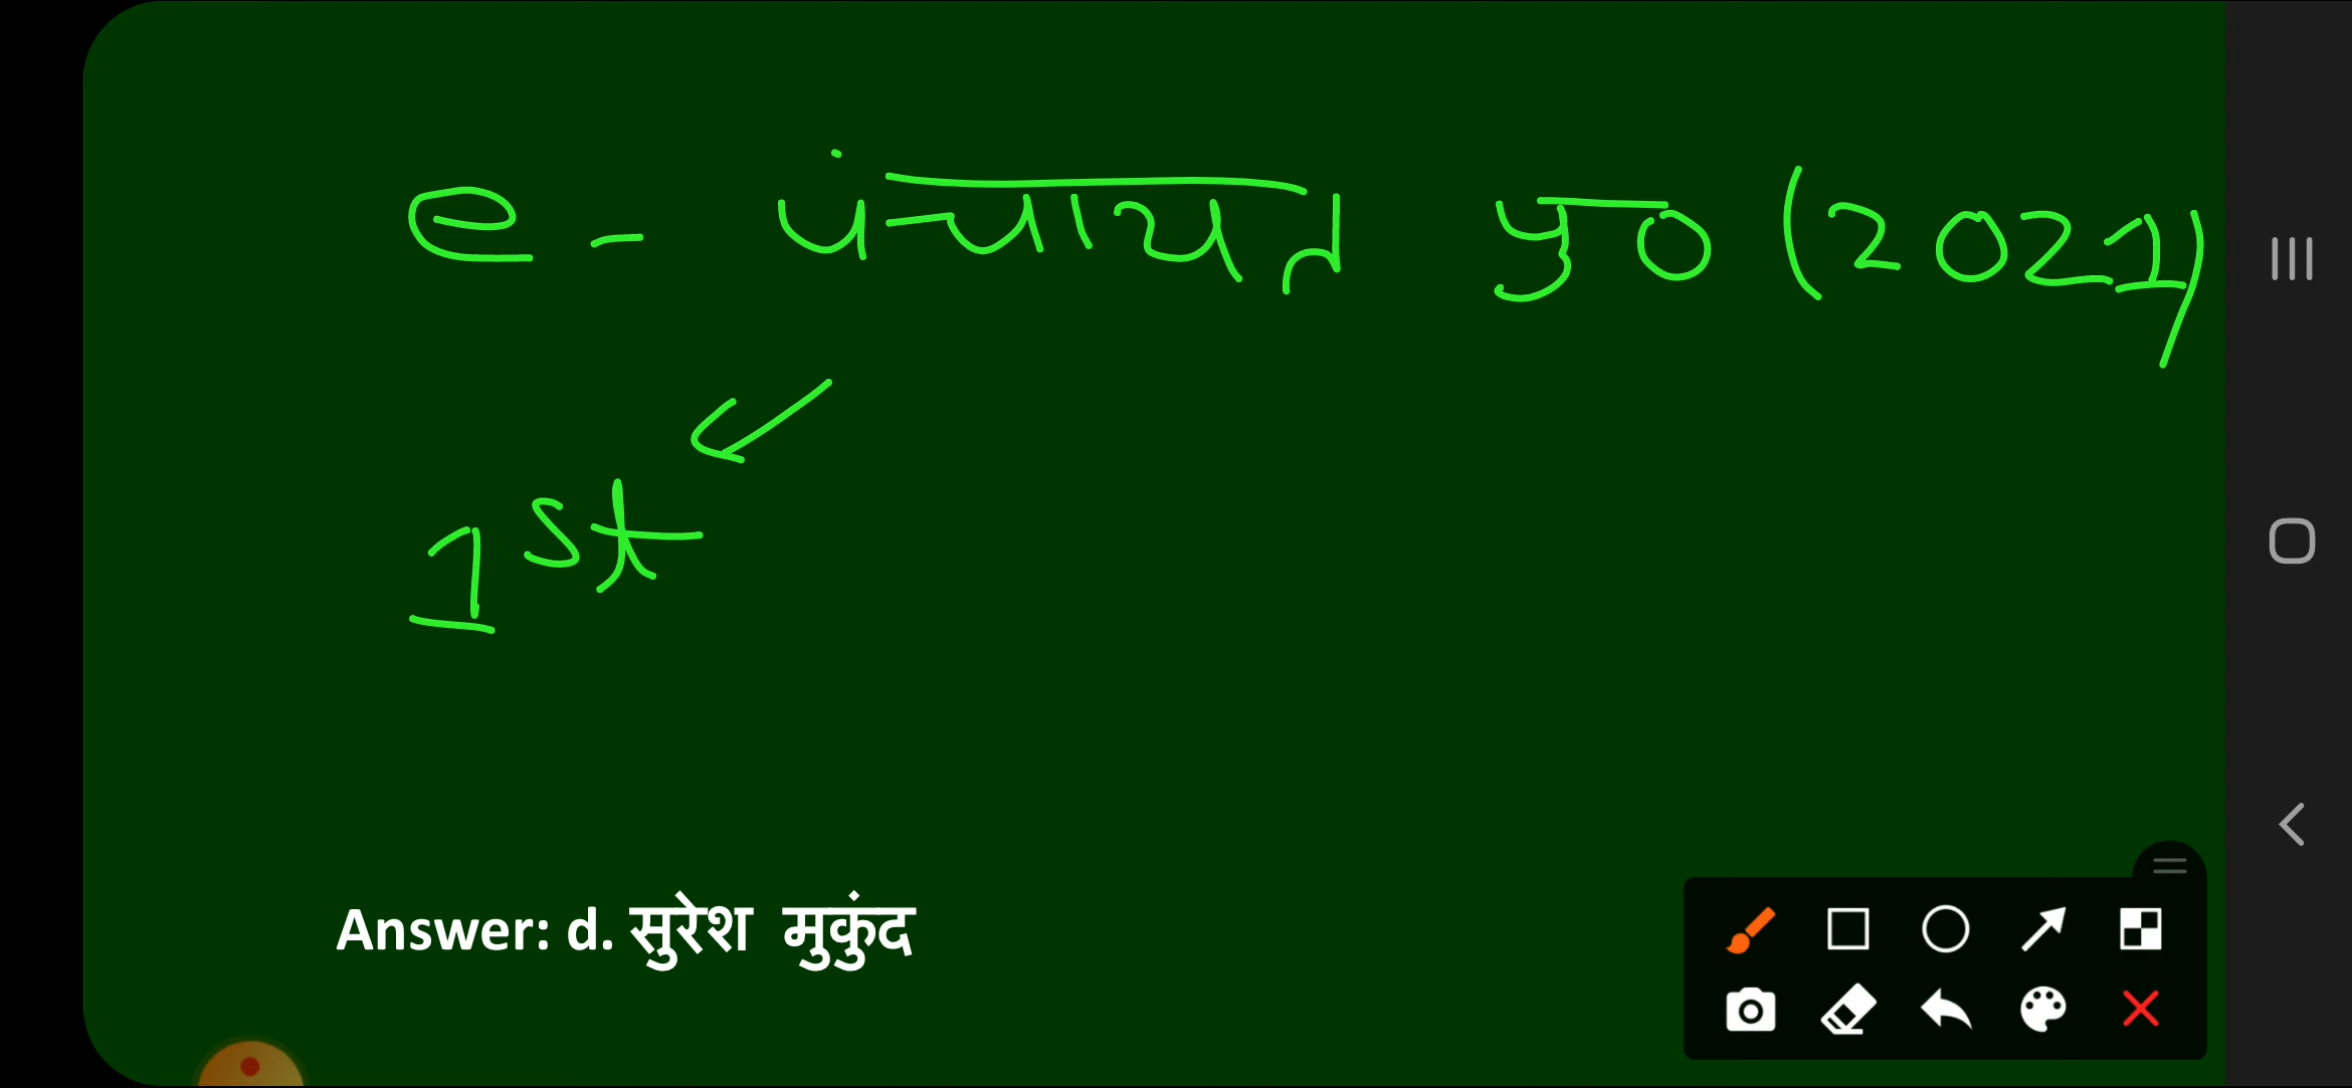 e - पंचायत पु० (2021)
1st
Answer: d. सुरेश मुकुंद